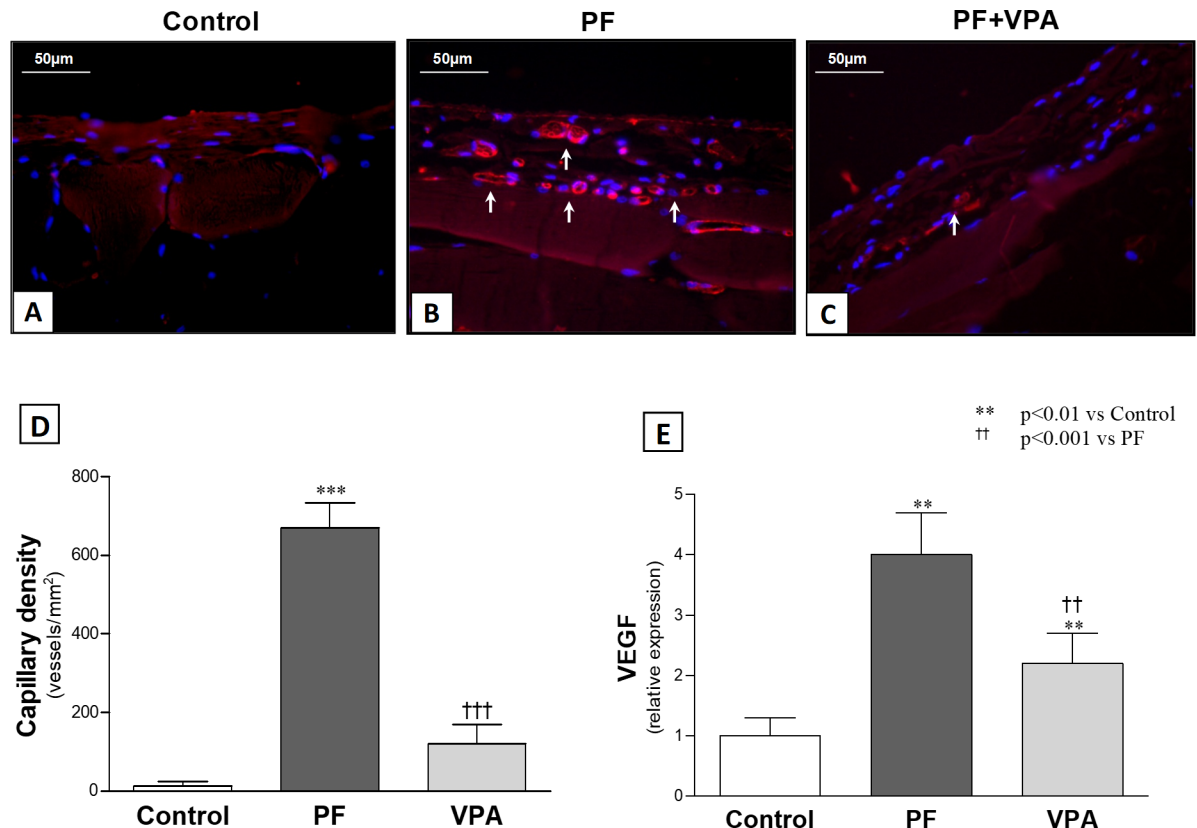 Control
PF
PF+VPA
50µm
50µm
50µm
A
B
C
D
E
** p<0.01 vs Control
†† p<0.001 vs PF
Capillary density
(vessels/mm²)
800
600
400
200
0
***
†††
Control
PF
VPA
VEGF
(relative expression)
5
4
3
2
1
0
**
††
**
Control
PF
VPA